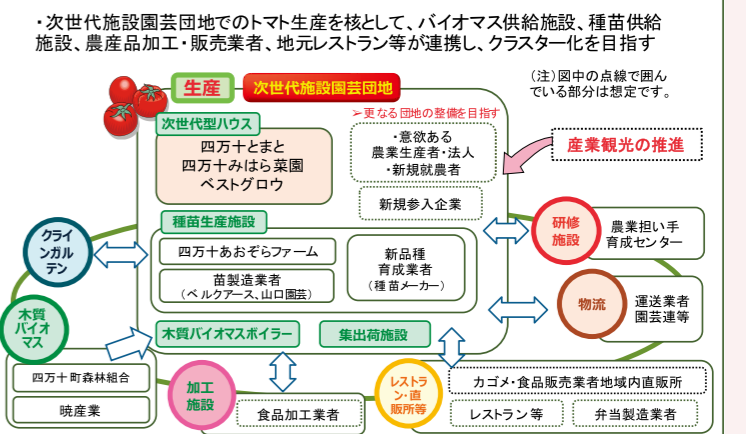 ・次世代施設園芸団地でのトマト生産を核として、バイオマス供給施設、種苗供給
施設、農産品加工・販売業者、地元レストラン等が連携し、クラスター化を目指す
(注)図中の点線で囲ん
でいる部分は想定です。
生産
次世代施設園芸団地
➢更なる団地の整備を目指す
次世代型ハウス
四万十とまと
四万十みはら菜園
ベストグロウ
・意欲ある
農業生産者・法人
・新規就農者
新規参入企業
産業観光の推進
種苗生産施設
四万十あおぞらファーム
苗製造業者
(ベルクアース、山口園芸)
新品種
育成業者
(種苗メーカー)
木質バイオマスボイラー
集出荷施設
クライ
ンガル
テン
木質
バイオ
マス
四万十町森林組合
暁産業
加工
施設
食品加工業者
レストラ
ン・直
販所等
カゴメ・食品販売業者地域内直販所
レストラン等
弁当製造業者
研修
施設
農業担い手
育成センター
物流
運送業者
園芸連等